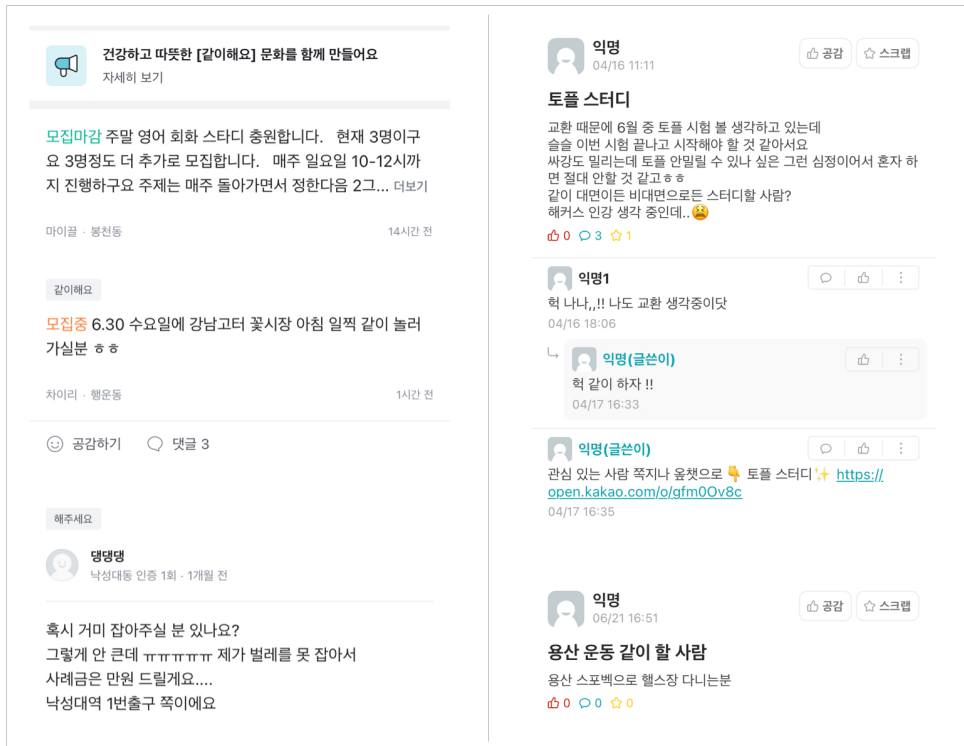 건강하고 따뜻한 [같이해요] 문화를 함께 만들어요
자세히 보기
모집마감 주말 영어 회화 스타디 충원합니다. 현재 3명이구
요 3명정도 더 추가로 모집합니다. 매주 일요일 10-12시까
지 진행하구요 주제는 매주 돌아가면서 정한다음 2그... 더보기
마이끌 · 봉천동
14시간 전
같이해요
모집중 6.30 수요일에 강남고터 꽃시장 아침 일찍 같이 놀러
가실분 ㅎㅎ
차이리 · 행운동
1시간 전
공감하기 댓글 3
해주세요
댕댕댕
낙성대동 인증 1회 · 1개월 전
혹시 거미 잡아주실 분 있나요?
그렇게 안 큰데 ㅠㅠㅠㅠㅠ 제가 벌레를 못 잡아서
사례금은 만원 드릴게요....
낙성대역 1번출구 쪽이에요
익명
04/16 11:11
공감 스크랩
토플 스터디
교환 때문에 6월 중 토플 시험 볼 생각하고 있는데
슬슬 이번 시험 끝나고 시작해야 할 것 같아서요
싸강도 밀리는데 토플 안밀릴 수 있나 싶은 그런 심정이어서 혼자 하
면 절대 안할 것 같고ㅎㅎ
같이 대면이든 비대면으로든 스터디할 사람?
해커스 인강 생각 중인데..😫
0 3 1
익명1
헉 나나,,!! 나도 교환 생각중이닷
04/16 18:06
익명(글쓴이)
헉 같이 하자 !!
04/17 16:33
익명(글쓴이)
관심 있는 사람 쪽지나 옾챗으로 👇 토플 스터디✨ https://
open.kakao.com/o/gfm0Ov8c
04/17 16:35
익명
06/21 16:51
공감 스크랩
용산 운동 같이 할 사람
용산 스포벡으로 핼스장 다니는분
0 0 0